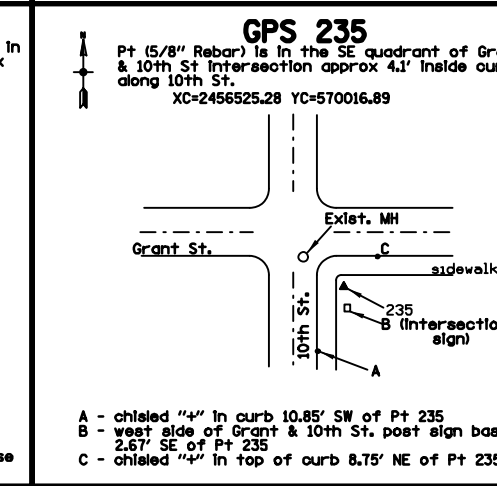 in
GPS 235
N
Pt (5/8" Rebar) is in the SE quadrant of
& 10th St intersection approx 4.1' inside
along 10th St.
XC=2456525.28 YC=570016.89
Exist. MH
Grant St.
C
sidewalk
235
B (intersectio
sign)
10th St.
A
A - chisled "+" in curb 10.85' SW of Pt 235
B - west side of Grant & 10th St. post sign bas
2.67' SE of Pt 235
C - chisled "+" in top of curb 8.75' NE of Pt 235
se